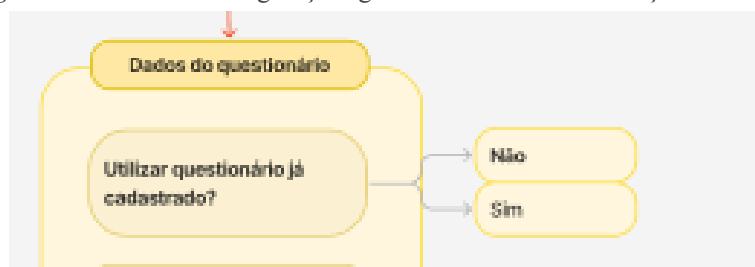 Dados do questionário
Utilizar questionário já
cadastrado?
Não
Sim